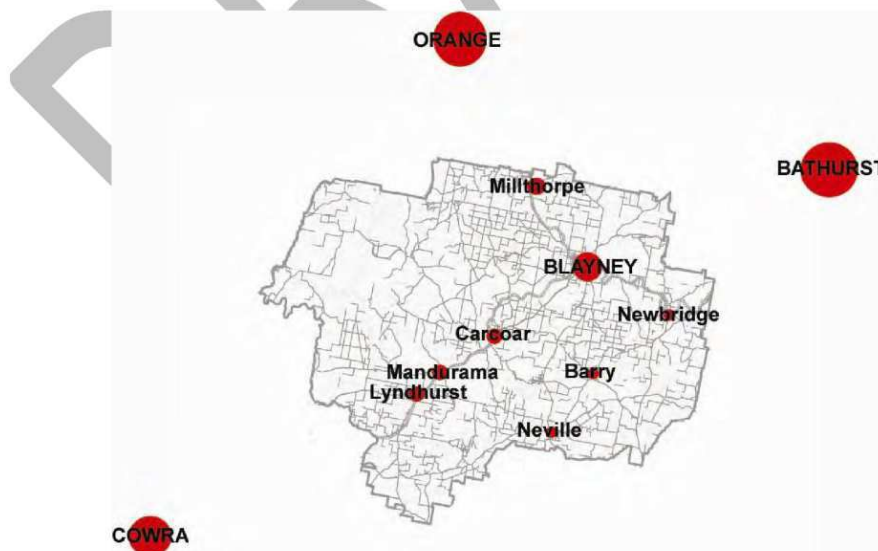 ORANGE
BATHURST
Millthorpe
BLAYNEY
Newbridge
Carcoar
Mandurama
Barry
Lyndhurst
Neville
COWRA